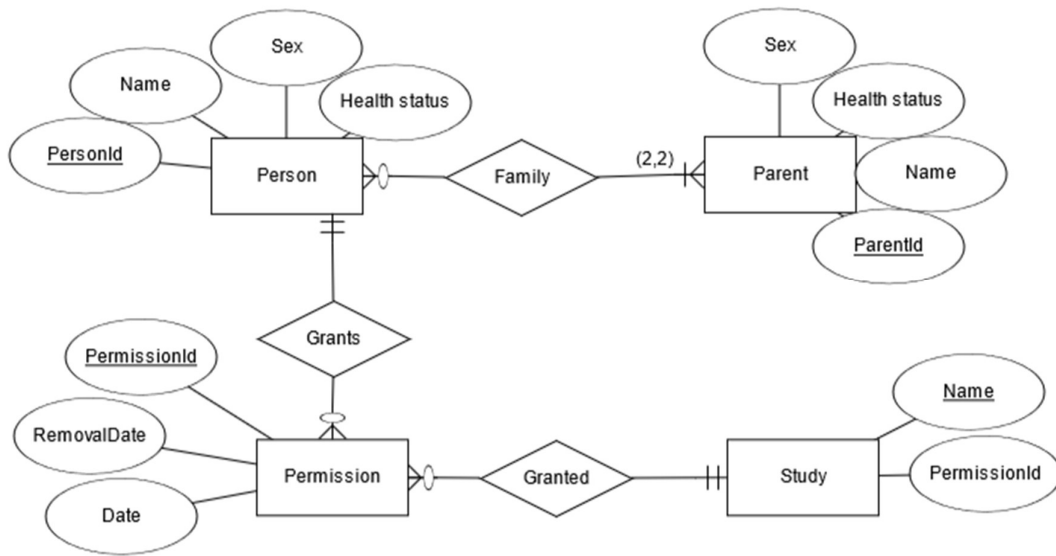 Sex
Name
Health status
PersonId
Person
Family
(2,2)
Sex
Health status
Parent
Name
ParentId
Grants
PermissionId
RemovalDate
Date
Permission
Granted
Study
Name
PermissionId